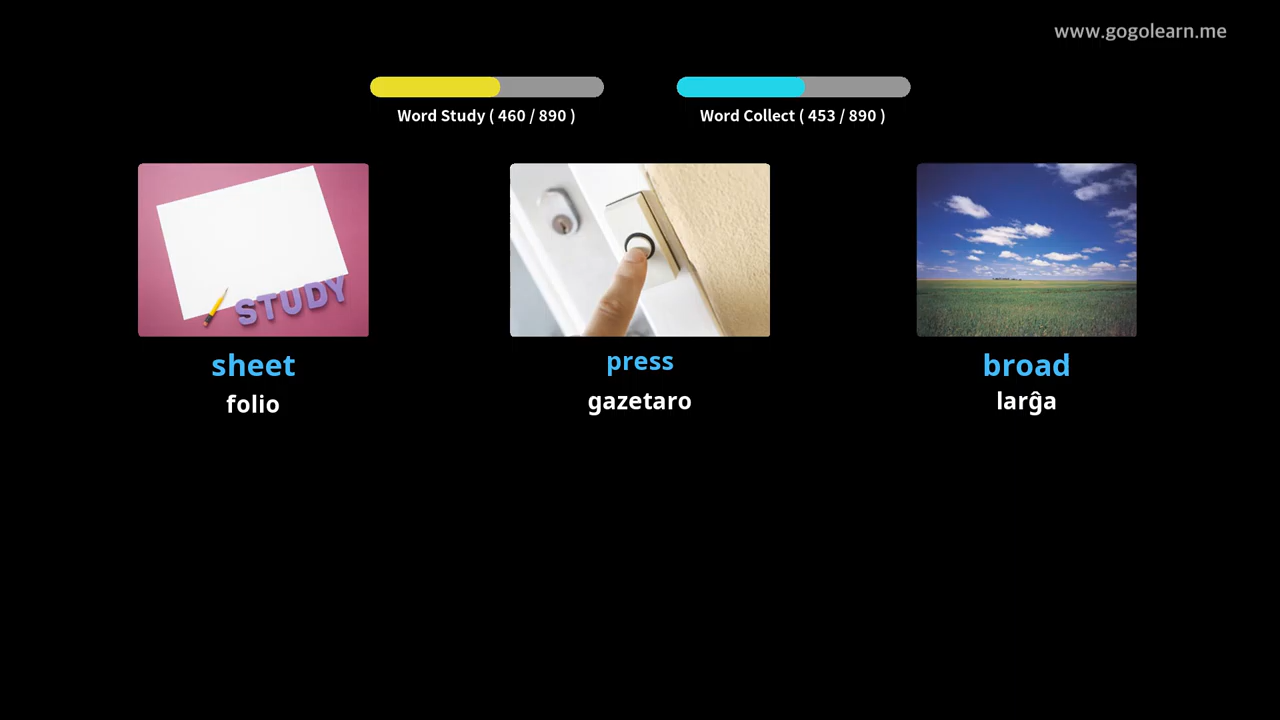 www.gogolearn.me
Word Study ( 460 / 890 )
Word Collect ( 453 / 890 )
STUDY
sheet
press
broad
folio
gazetaro
larĝa